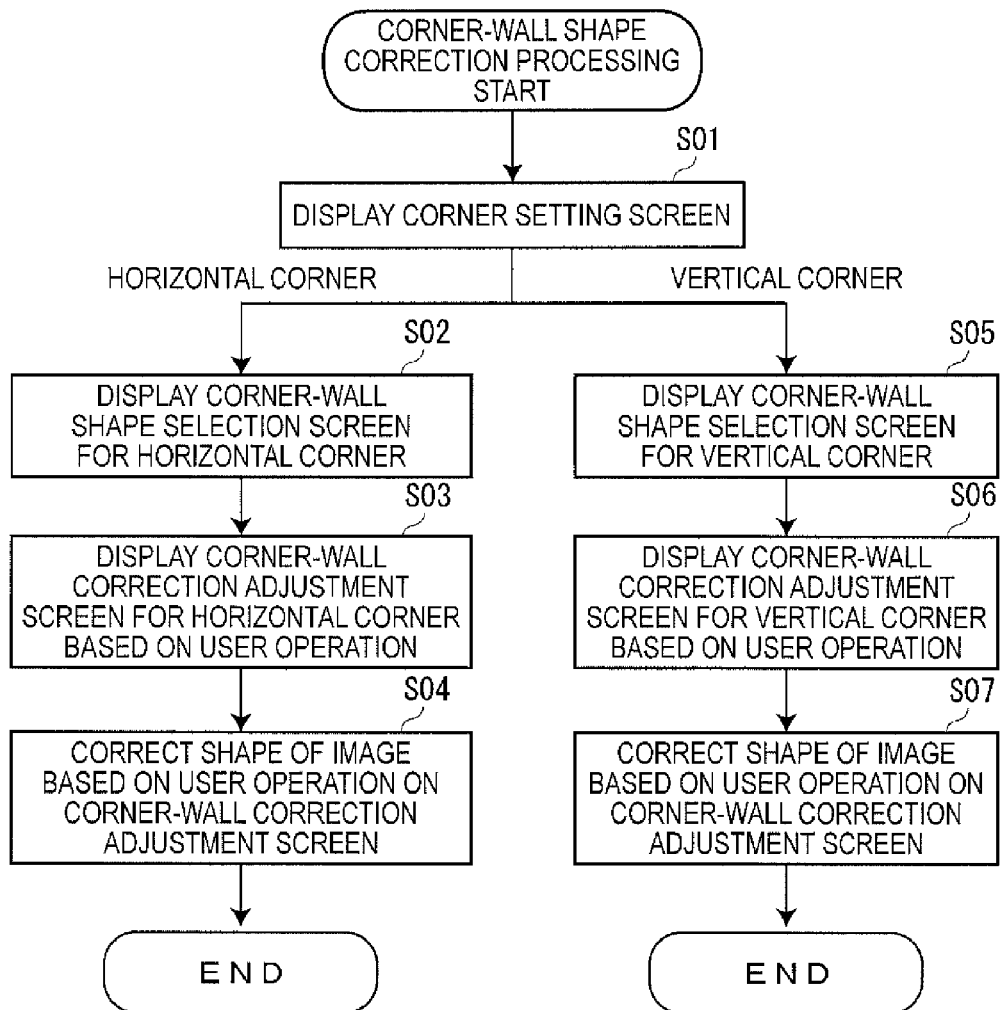 CORNER-WALL SHAPE
CORRECTION PROCESSING
START
S01
DISPLAY CORNER SETTING SCREEN
HORIZONTAL CORNER
VERTICAL CORNER
S02
DISPLAY CORNER-WALL
SHAPE SELECTION SCREEN
FOR HORIZONTAL CORNER
S03
DISPLAY CORNER-WALL
CORRECTION ADJUSTMENT
SCREEN FOR HORIZONTAL CORNER
BASED ON USER OPERATION
S04
CORRECT SHAPE OF IMAGE
BASED ON USER OPERATION ON
CORNER-WALL CORRECTION
ADJUSTMENT SCREEN
END
S05
DISPLAY CORNER-WALL
SHAPE SELECTION SCREEN
FOR VERTICAL CORNER
S06
DISPLAY CORNER-WALL
CORRECTION ADJUSTMENT
SCREEN FOR VERTICAL CORNER
BASED ON USER OPERATION
S07
CORRECT SHAPE OF IMAGE
BASED ON USER OPERATION ON
CORNER-WALL CORRECTION
ADJUSTMENT SCREEN
END